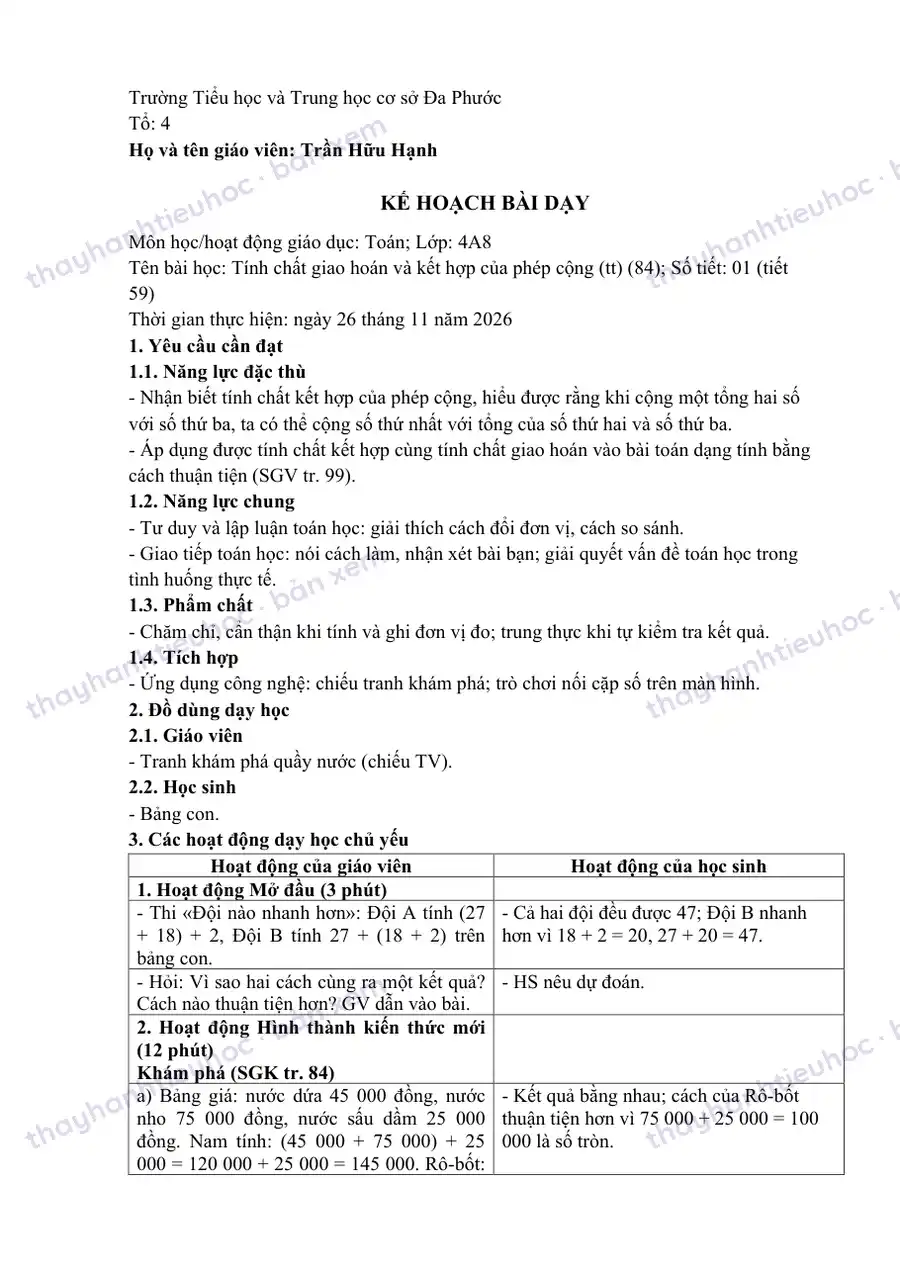 Trường Tiểu học và Trung học cơ sở Đa Phước
Tổ: 4
Họ và tên giáo viên: Trần Hữu Hạnh
KẾ HOẠCH BÀI DẠY
Môn học/hoạt động giáo dục: Toán; Lớp: 4A8
Tên bài học: Tính chất giao hoán và kết hợp của phép cộng (tt) (84); Số tiết: 01 (tiết
59)
Thời gian thực hiện: ngày 26 tháng 11 năm 2026
1. Yêu cầu cần đạt
1.1. Năng lực đặc thù
- Nhận biết tính chất kết hợp của phép cộng, hiểu được rằng khi cộng một tổng hai số
với số thứ ba, ta có thể cộng số thứ nhất với tổng của số thứ hai và số thứ ba.
- Áp dụng được tính chất kết hợp cùng tính chất giao hoán vào bài toán dạng tính bằng
cách thuận tiện (SGV tr. 99).
1.2. Năng lực chung
- Tư duy và lập luận toán học: giải thích cách đổi đơn vị, cách so sánh.
- Giao tiếp toán học: nói cách làm, nhận xét bài bạn; giải quyết vấn đề toán học trong
tình huống thực tế.
1.3. Phẩm chất
- Chăm chỉ, cẩn thận khi tính và ghi đơn vị đo; trung thực khi tự kiểm tra kết quả.
1.4. Tích hợp
- Ứng dụng công nghệ: chiếu tranh khám phá; trò chơi nối cặp số trên màn hình.
2. Đồ dùng dạy học
2.1. Giáo viên
- Tranh khám phá quầy nước (chiếu TV).
2.2. Học sinh
- Bảng con.
3. Các hoạt động dạy học chủ yếu
Hoạt động của giáo viên
Hoạt động của học sinh
1. Hoạt động Mở đầu (3 phút)
- Thi «Đội nào nhanh hơn»: Đội A tính (27
+ 18) + 2, Đội B tính 27 + (18 + 2) trên
bảng con.
- Cả hai đội đều được 47; Đội B nhanh
hơn vì 18 + 2 = 20, 27 + 20 = 47.
- Hỏi: Vì sao hai cách cùng ra một kết quả?
Cách nào thuận tiện hơn? GV dẫn vào bài.
- HS nêu dự đoán.
2. Hoạt động Hình thành kiến thức mới
(12 phút)
Khám phá (SGK tr. 84)
a) Bảng giá: nước dứa 45 000 đồng, nước
nho 75 000 đồng, nước sấu dầm 25 000
đồng. Nam tính: (45 000 + 75 000) + 25
000 = 120 000 + 25 000 = 145 000. Rô-bốt:
- Kết quả bằng nhau; cách của Rô-bốt
thuận tiện hơn vì 75 000 + 25 000 = 100
000 là số tròn.
thayhanhtieuhoc · bản xem
thayhanhtieuhoc · b
thayhanhtieuhoc · bản xem
thayhanhtieuhoc · b
thayhanhtieuhoc · bản xem
thayhanhtieuhoc · b